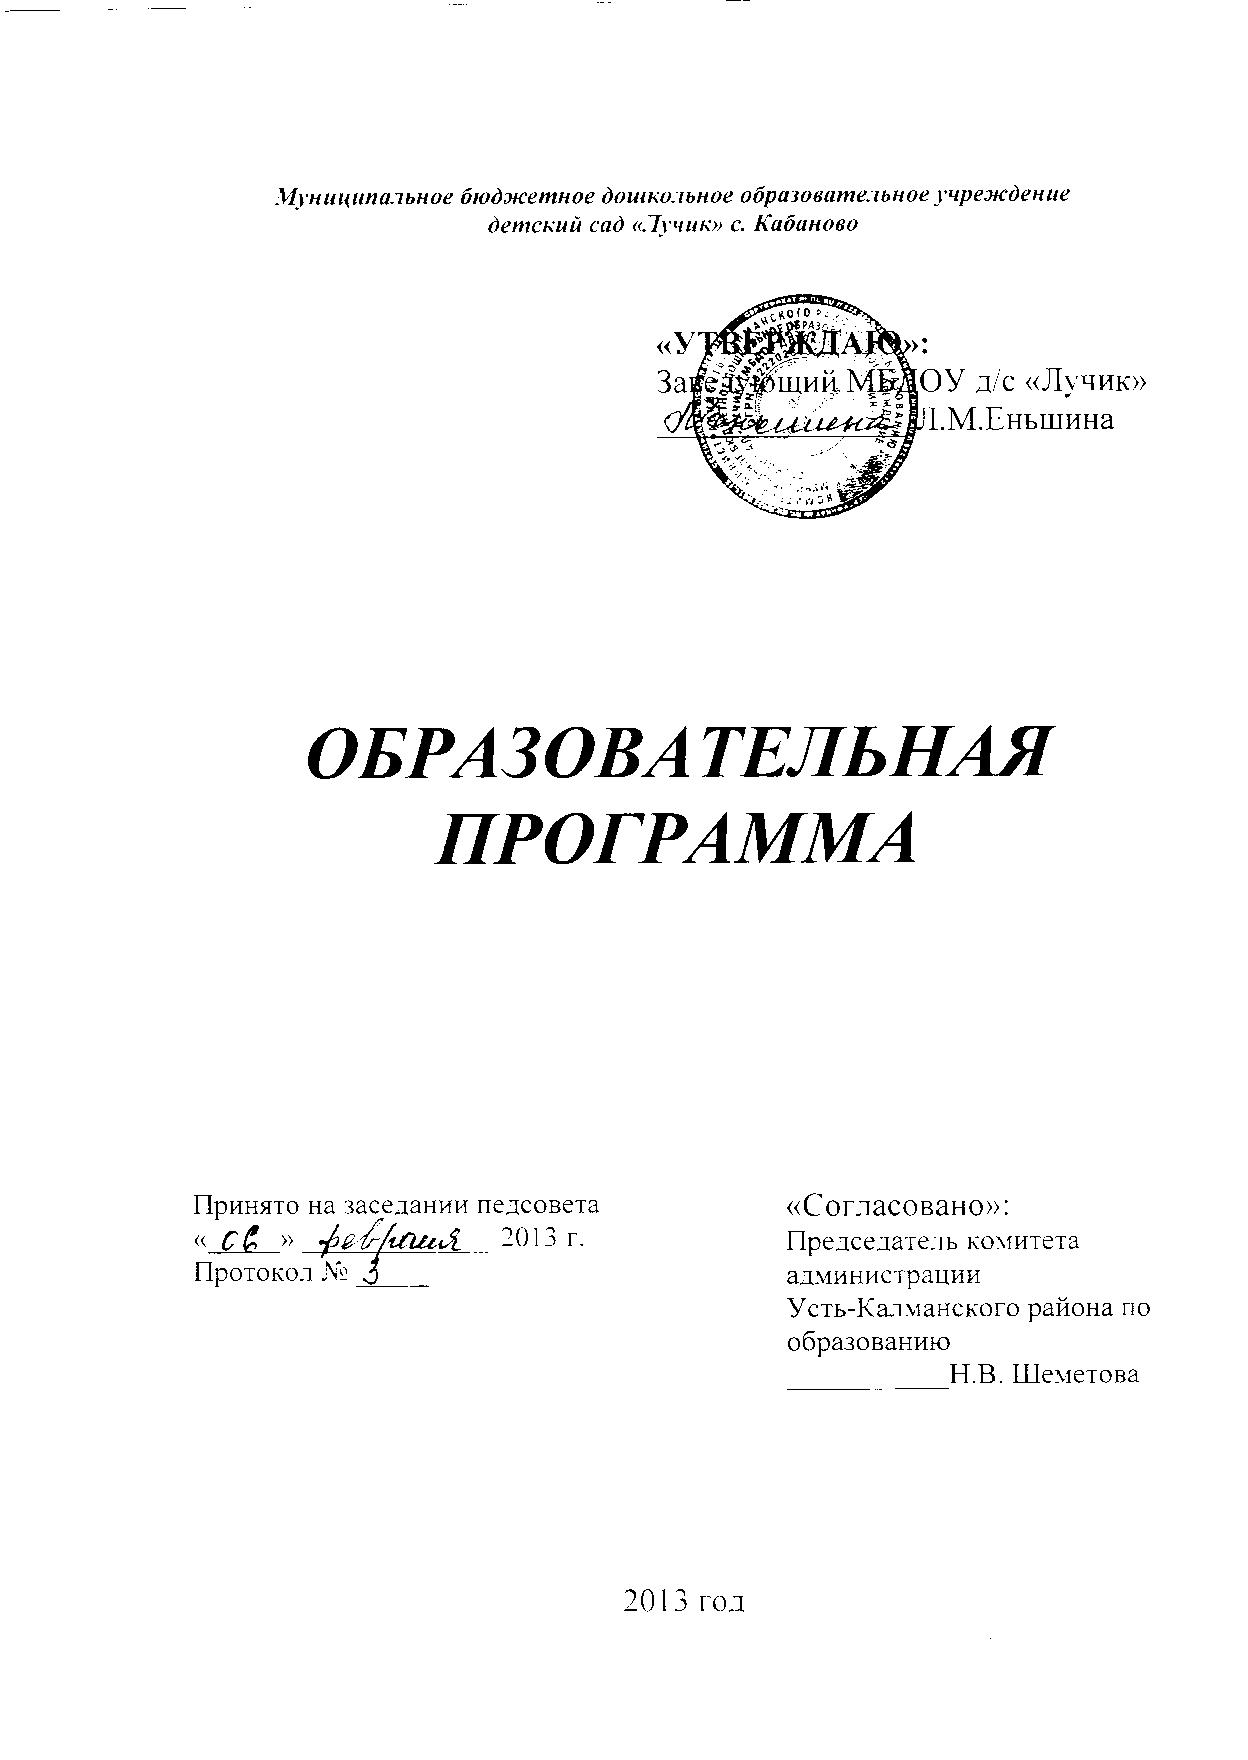 Муниципальное бюджетное дошкольное образовательное учреждение
детский сад «Лучик» с. Кабаново
«УТВЕРЖДАЮ»:
Заведующий МБДОУ д/с «Лучик»
Л.М.Еньшина
ОБРАЗОВАТЕЛЬНАЯ
ПРОГРАММА
Принято на заседании педсовета
« » февраля 2013 г.
Протокол № 3
«Согласовано»:
Председатель комитета
администрации
Усть-Калманского района по
образованию
Н.В. Шеметова
2013 год